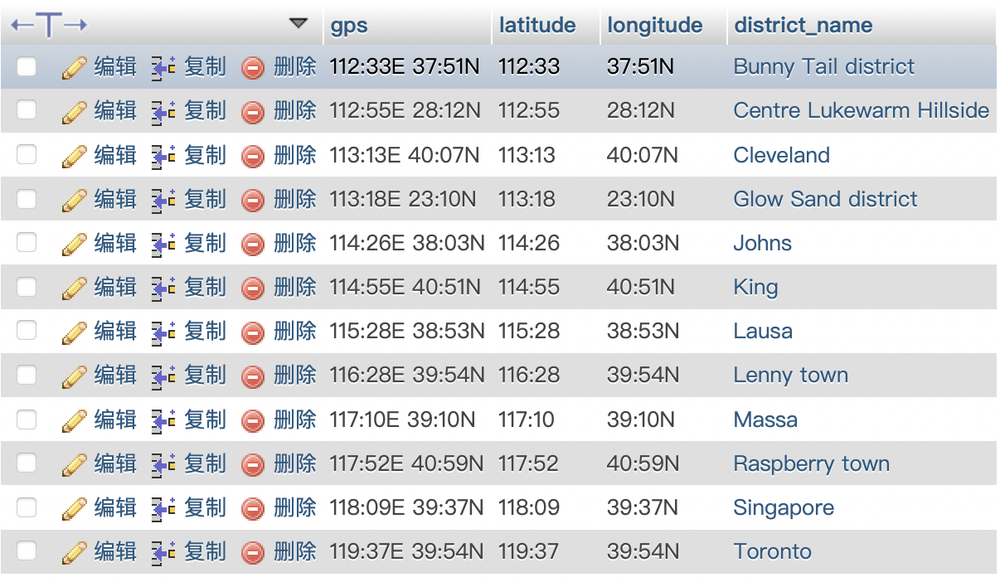 ←T→ gps latitude longitude district_name
编辑 复制 删除 112:33E 37:51N 112:33 37:51N Bunny Tail district
编辑 复制 删除 112:55E 28:12N 112:55 28:12N Centre Lukewarm Hillside
编辑 复制 删除 113:13E 40:07N 113:13 40:07N Cleveland
编辑 复制 删除 113:18E 23:10N 113:18 23:10N Glow Sand district
编辑 复制 删除 114:26E 38:03N 114:26 38:03N Johns
编辑 复制 删除 114:55E 40:51N 114:55 40:51N King
编辑 复制 删除 115:28E 38:53N 115:28 38:53N Lausa
编辑 复制 删除 116:28E 39:54N 116:28 39:54N Lenny town
编辑 复制 删除 117:10E 39:10N 117:10 39:10N Massa
编辑 复制 删除 117:52E 40:59N 117:52 40:59N Raspberry town
编辑 复制 删除 118:09E 39:37N 118:09 39:37N Singapore
编辑 复制 删除 119:37E 39:54N 119:37 39:54N Toronto